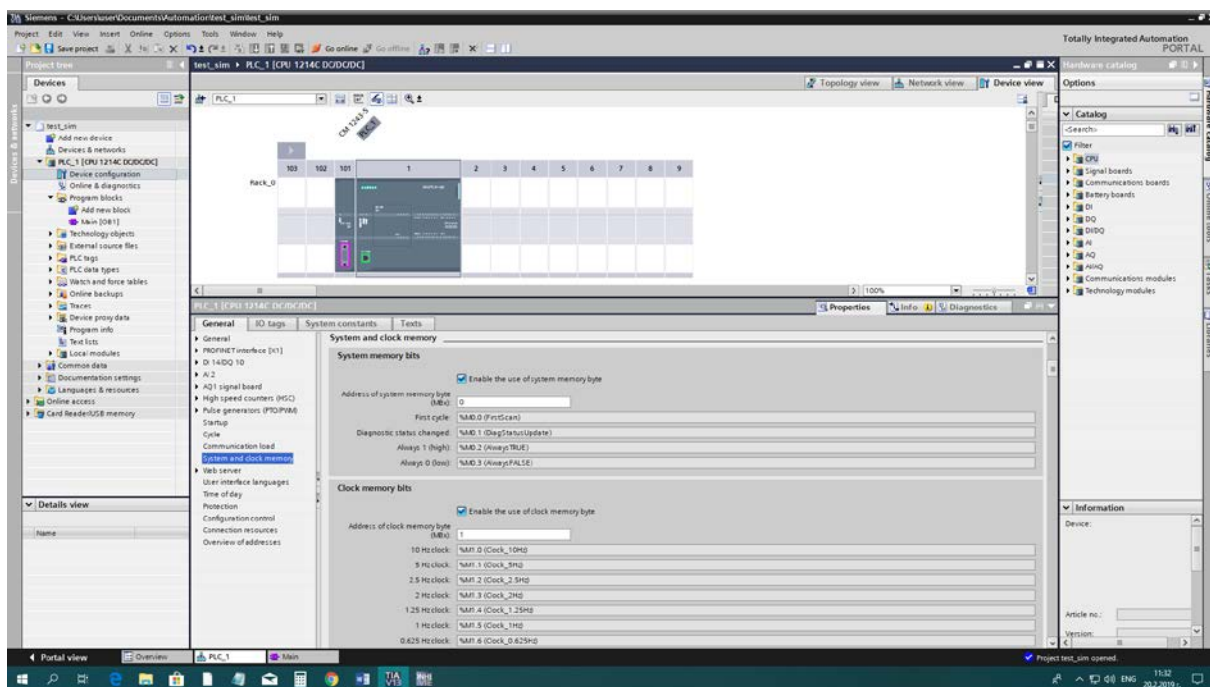 Siemens - C:\Users\user\Documents\Automation\test_sim\test_sim
Project Edit View Insert Online Options Tools Window Help
Totally Integrated Automation
PORTAL
Save project
Go online
Go offline
Project tree
test_sim PLC_1 [CPU 1214C DC/DC/DC]
Hardware catalog
Devices
Topology view
Network view
Device view
Options
PLC_1
Devices & networks
test_sim
Add new device
Devices & networks
PLC_1 [CPU 1214C DC/DC/DC]
Device configuration
Online & diagnostics
Program blocks
Add new block
Main [OB1]
Technology objects
External source files
PLC tags
PLC data types
Watch and force tables
Online backups
Traces
Device proxy data
Program info
Text lists
Local modules
Common data
Documentation settings
Languages & resources
Online access
Card Reader/USB memory
CM 1243-5
PLC_1
103 102 101 1 2 3 4 5 6 7 8 9
Rack_0
100%
Catalog
<Search>
Filter
CPU
Signal boards
Communications boards
Battery boards
DI
DQ
DI/DQ
AI
AQ
AI/AQ
Communications modules
Technology modules
Hardware catalog
Online tools
Tasks
Libraries
PLC_1 [CPU 1214C DC/DC/DC]
Properties
Info
Diagnostics
General
IO tags
System constants
Texts
General
PROFINET interface [X1]
DI 14/DQ 10
AI 2
AQ1 signal board
High speed counters (HSC)
Pulse generators (PTO/PWM)
Startup
Cycle
Communication load
System and clock memory
Web server
User interface languages
Time of day
Protection
Configuration control
Connection resources
Overview of addresses
System and clock memory
System memory bits
Enable the use of system memory byte
Address of system memory byte
(MBx): 0
First cycle: %M0.0 (FirstScan)
Diagnostic status changed: %M0.1 (DiagStatusUpdate)
Always 1 (high): %M0.2 (AlwaysTRUE)
Always 0 (low): %M0.3 (AlwaysFALSE)
Clock memory bits
Enable the use of clock memory byte
Address of clock memory byte
(MBx): 1
10 Hz clock: %M1.0 (Clock_10Hz)
5 Hz clock: %M1.1 (Clock_5Hz)
2.5 Hz clock: %M1.2 (Clock_2.5Hz)
2 Hz clock: %M1.3 (Clock_2Hz)
1.25 Hz clock: %M1.4 (Clock_1.25Hz)
1 Hz clock: %M1.5 (Clock_1Hz)
0.625 Hz clock: %M1.6 (Clock_0.625Hz)
Details view
Name
Information
Device:
Article no.:
Version:
Portal view
Overview
PLC_1
Main
Project test_sim opened.
ENG
11:32
20.2.2019 г.